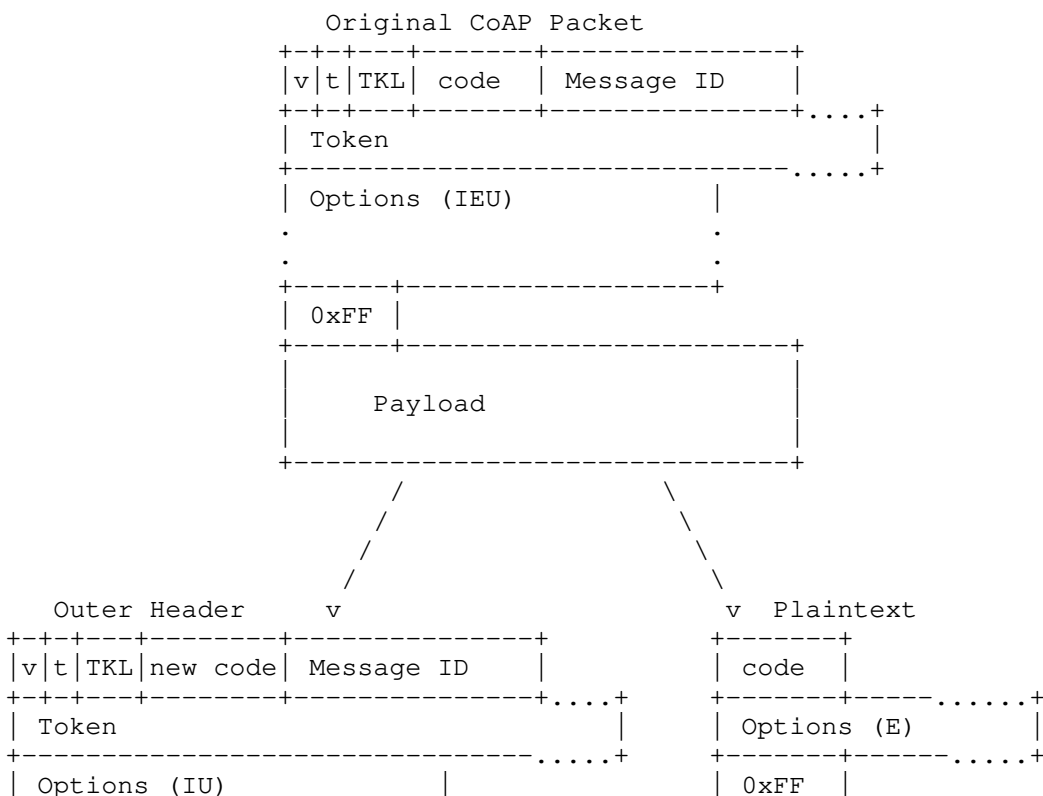 Original CoAP Packet
+-+-+---+-------+---------------+
|v|t|TKL| code  | Message ID    |
+-+-+---+-------+---------------+....+
| Token                              |
+-------------------------------.....+
| Options (IEU)            |
.                          .
.                          .
+------+-------------------+
| 0xFF |
+------+------------------------+
|                               |
|     Payload                   |
|                               |
+-------------------------------+
/                \
/                  \
/                    \
/                      \
Outer Header     v                        v  Plaintext
+-+-+---+--------+---------------+          +-------+
|v|t|TKL|new code| Message ID    |          | code  |
+-+-+---+--------+---------------+....+     +-------+-----......+
| Token                               |     | Options (E)       |
+--------------------------------.....+     +-------+------.....+
| Options (IU)             |                | 0xFF  |